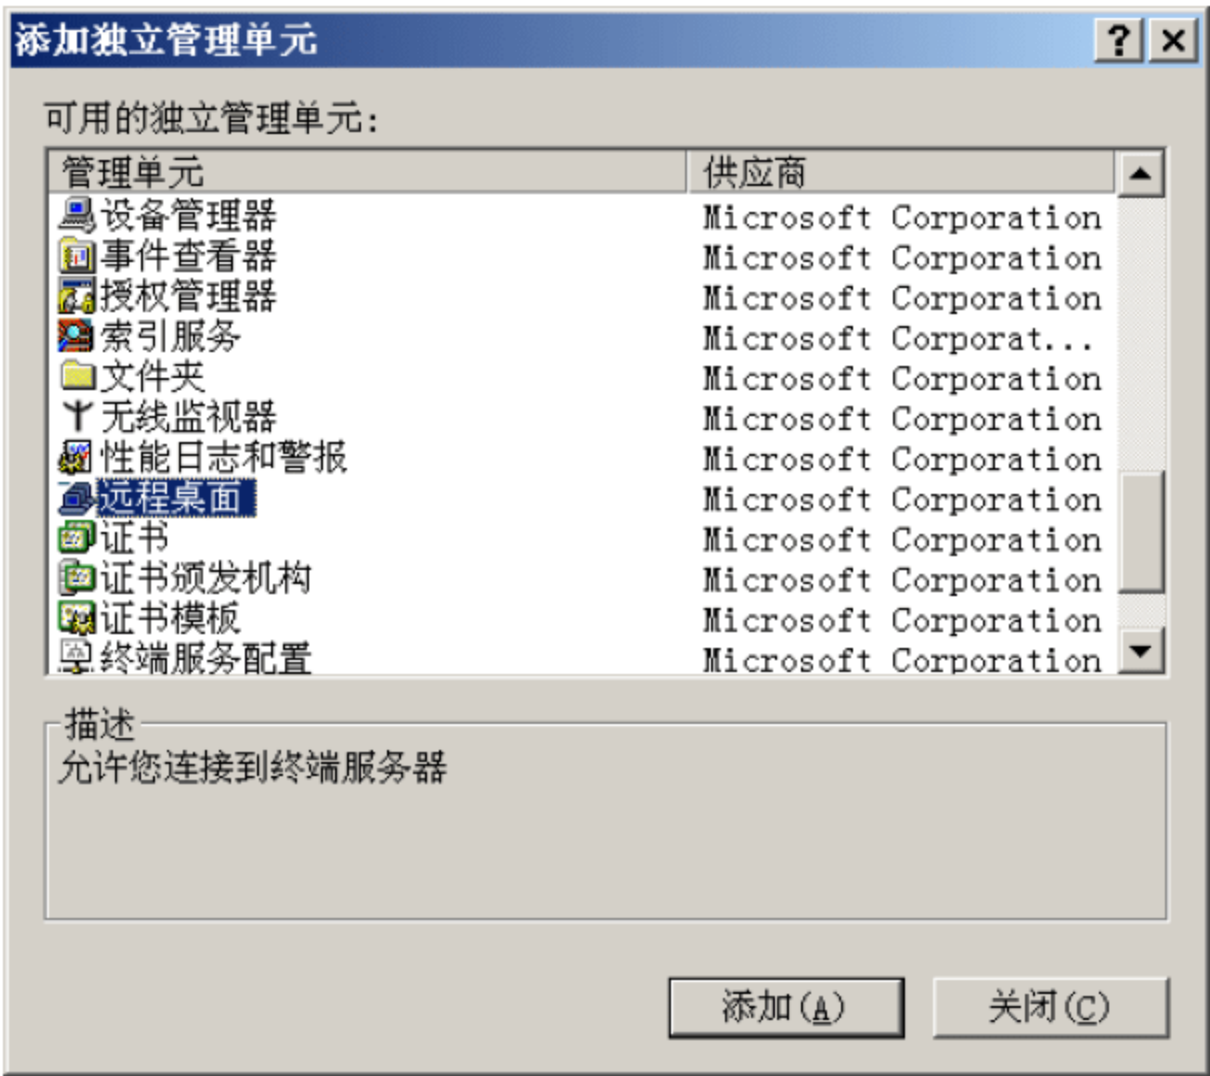 添加独立管理单元
可用的独立管理单元:
管理单元 供应商
设备管理器 Microsoft Corporation
事件查看器 Microsoft Corporation
授权管理器 Microsoft Corporation
索引服务 Microsoft Corporat...
文件夹 Microsoft Corporation
无线监视器 Microsoft Corporation
性能日志和警报 Microsoft Corporation
远程桌面 Microsoft Corporation
证书 Microsoft Corporation
证书颁发机构 Microsoft Corporation
证书模板 Microsoft Corporation
终端服务配置 Microsoft Corporation
描述
允许您连接到终端服务器
添加(A) 关闭(C)